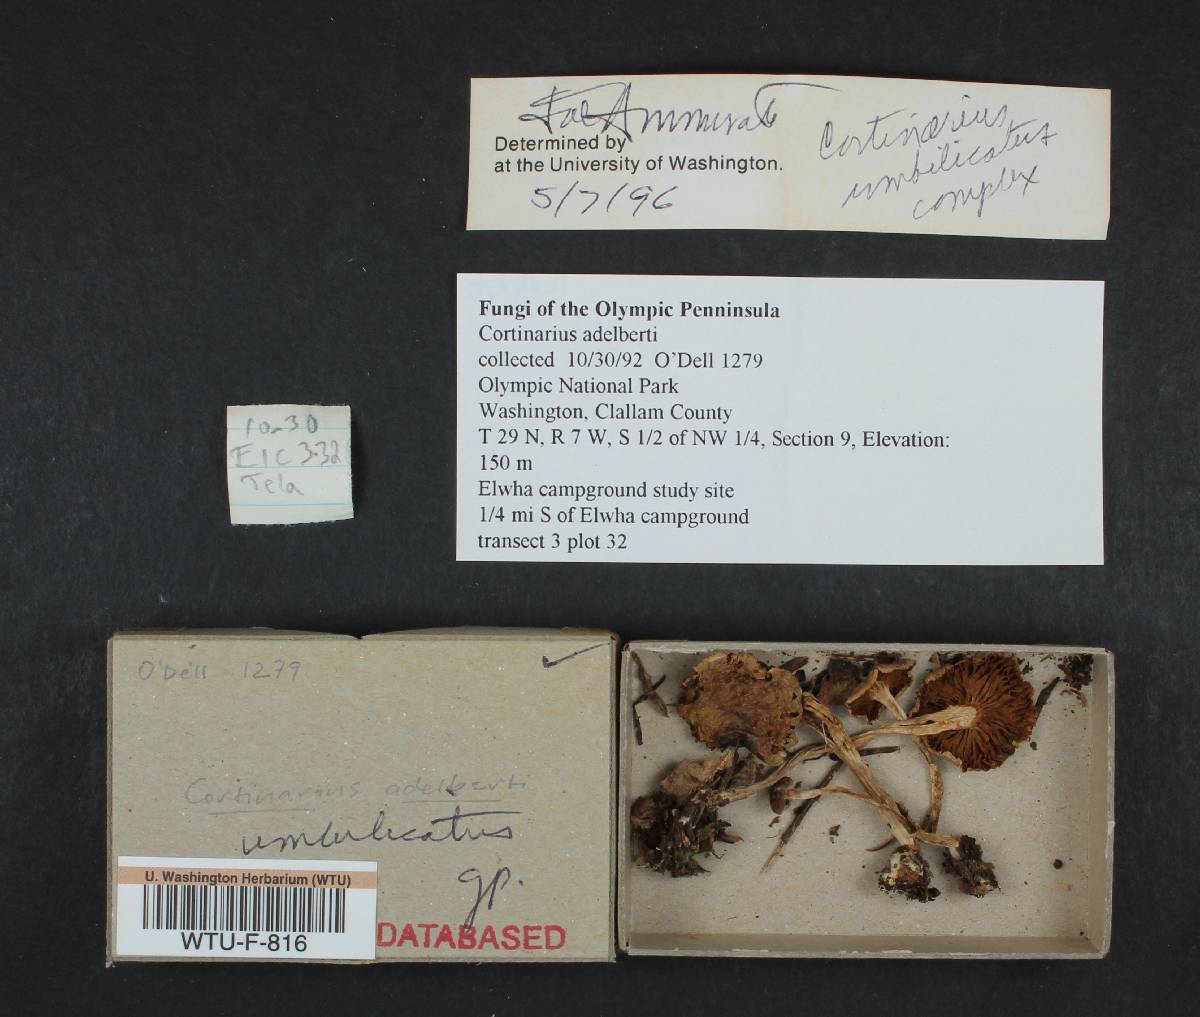 Joe Ammirati
Determined by
at the University of Washington.
5/7/96
Cortinarius
umbilicatus
complex
Fungi of the Olympic Penninsula
Cortinarius adelberti
collected 10/30/92 O'Dell 1279
Olympic National Park
Washington, Clallam County
T 29 N, R 7 W, S 1/2 of NW 1/4, Section 9, Elevation:
150 m
Elwha campground study site
1/4 mi S of Elwha campground
transect 3 plot 32
10-30
E1C 3-32
Tela
O'Dell 1279
Cortinarius adelberti
umbilicatus
gp.
U. Washington Herbarium (WTU)
WTU-F-816
DATABASED